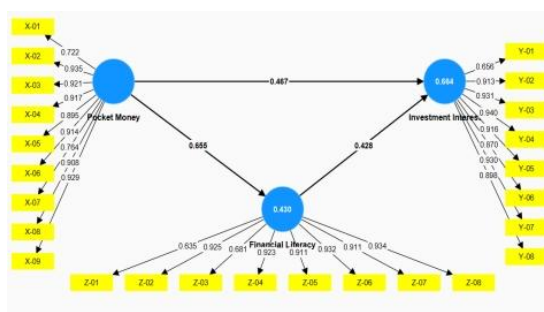 X-01
X-02
X-03
X-04
X-05
X-06
X-07
X-08
X-09
0.722
0.935
0.921
0.917
0.895
0.914
0.764
0.908
0.929
Pocket Money
0.467
0.655
0.428
0.664
Investment Interest
0.656
0.913
0.931
0.940
0.916
0.870
0.930
0.898
Y-01
Y-02
Y-03
Y-04
Y-05
Y-06
Y-07
Y-08
0.430
Financial Literacy
0.635
0.925
0.681
0.923
0.911
0.932
0.911
0.934
Z-01
Z-02
Z-03
Z-04
Z-05
Z-06
Z-07
Z-08